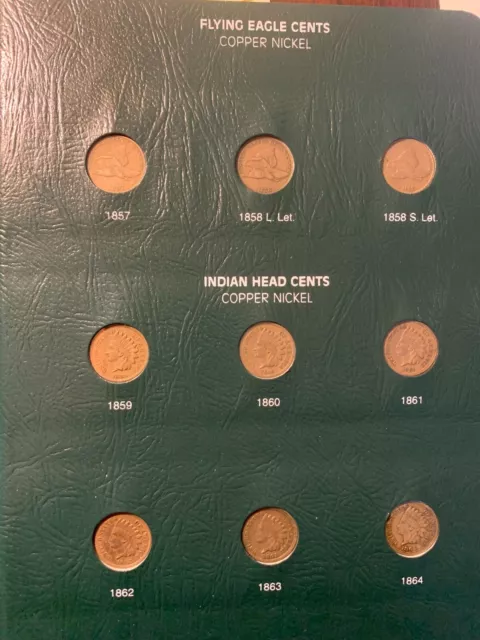 FLYING EAGLE CENTS
COPPER NICKEL
1857
1858 L. Let.
1858 S. Let.
INDIAN HEAD CENTS
COPPER NICKEL
1859
1860
1861
1862
1863
1864